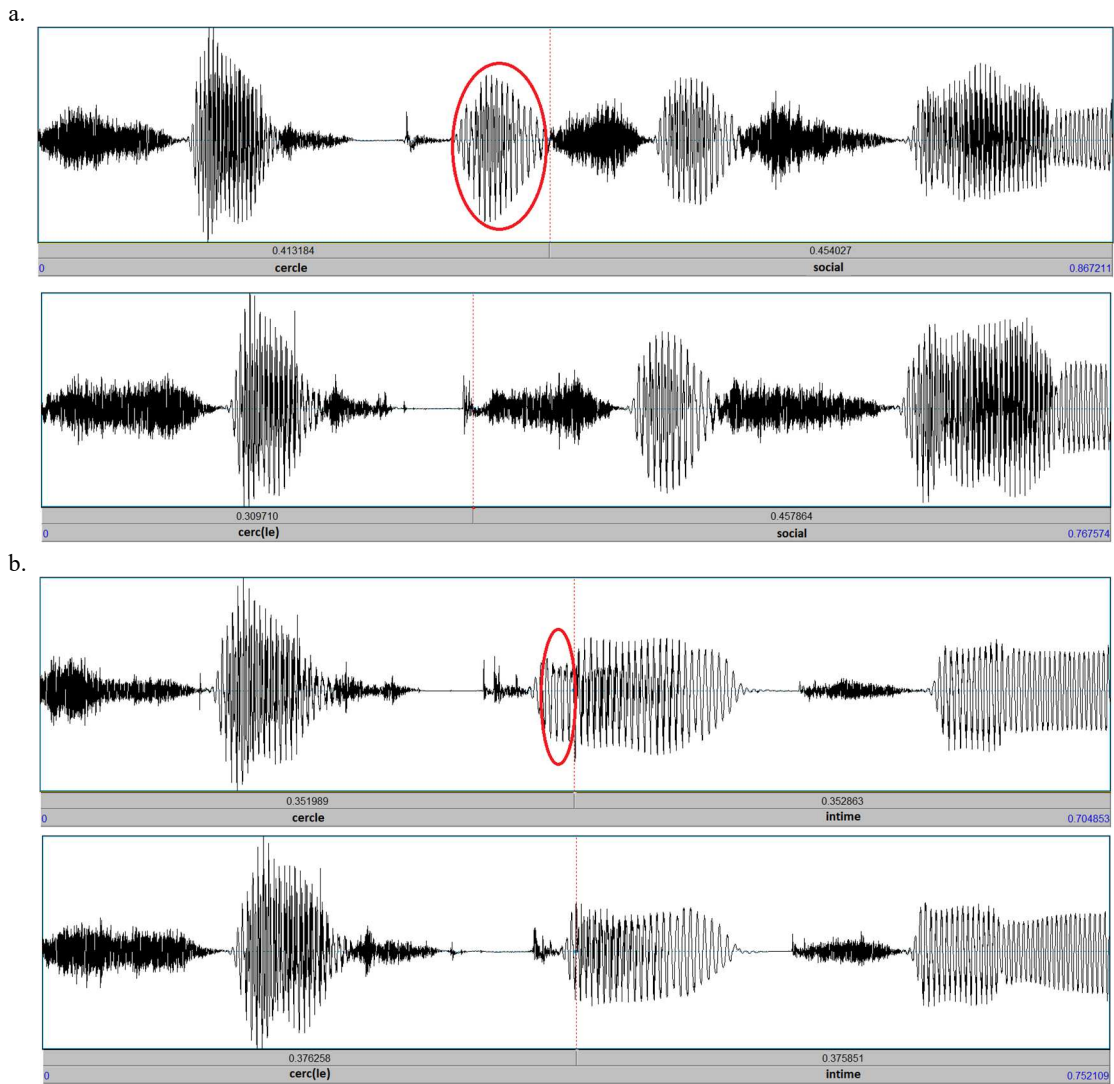 a.
0.413184 0.454027
0 cercle social 0.867211
0.309710 0.457864
0 cerc(le) social 0.767574
b.
0.351989 0.352863
0 cercle intime 0.704853
0.376258 0.375851
0 cerc(le) intime 0.752109